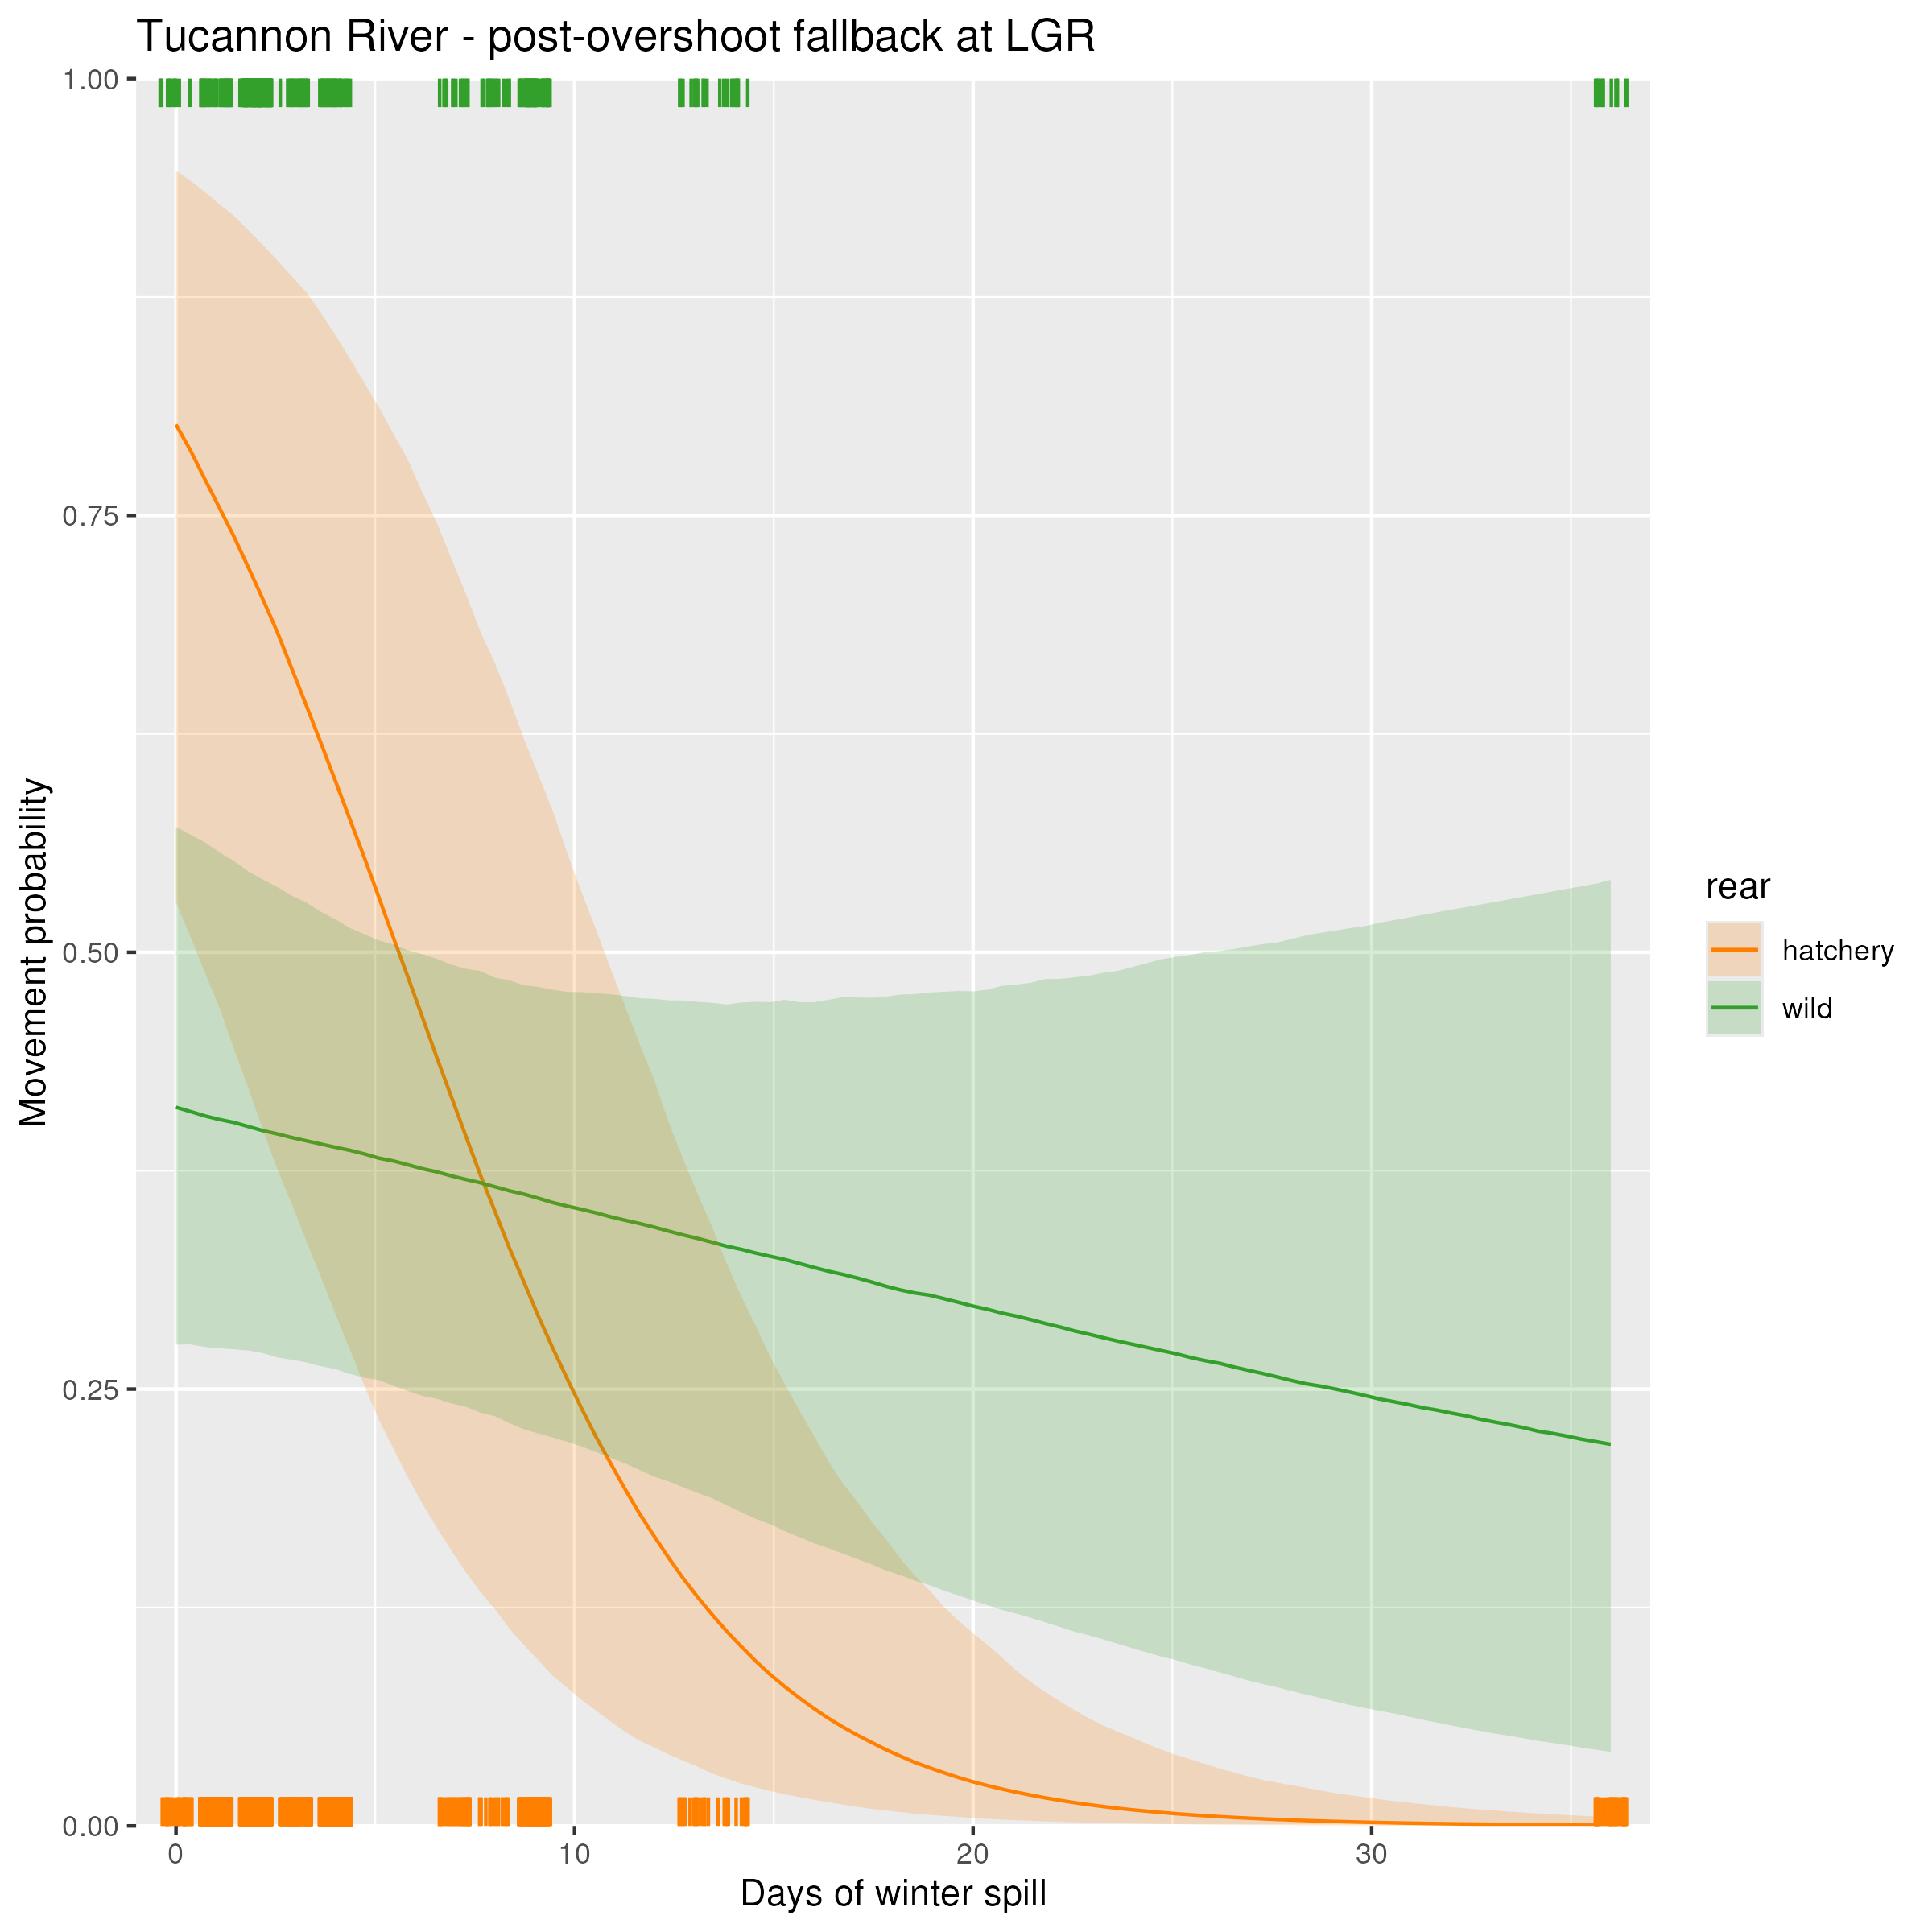 Tucannon River - post-overshoot fallback at LGR
1.00
0.75
0.50
0.25
0.00
0 10 20 30
Days of winter spill
Movement probability
rear
hatchery
wild